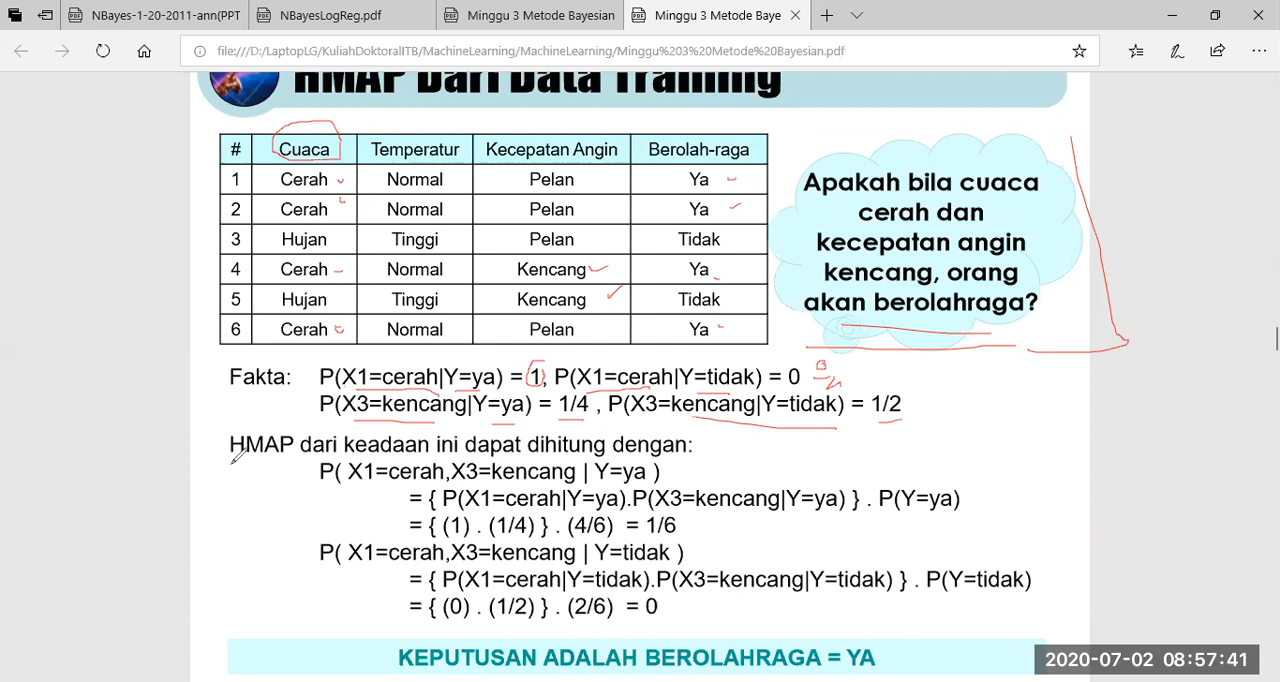 NBayes-1-20-2011-ann(PPT
NBayesLogReg.pdf
Minggu 3 Metode Bayesian
Minggu 3 Metode Baye
file:///D:/LaptopLG/KuliahDoktoralITB/MachineLearning/MachineLearning/Minggu%203%20Metode%20Bayesian.pdf
HMAP Dari Data Training
# Cuaca Temperatur Kecepatan Angin Berolah-raga
1 Cerah Normal Pelan Ya
2 Cerah Normal Pelan Ya
3 Hujan Tinggi Pelan Tidak
4 Cerah Normal Kencang Ya
5 Hujan Tinggi Kencang Tidak
6 Cerah Normal Pelan Ya
Apakah bila cuaca
cerah dan
kecepatan angin
kencang, orang
akan berolahraga?
Fakta: P(X1=cerah|Y=ya) = 1, P(X1=cerah|Y=tidak) = 0
P(X3=kencang|Y=ya) = 1/4 , P(X3=kencang|Y=tidak) = 1/2
HMAP dari keadaan ini dapat dihitung dengan:
P( X1=cerah,X3=kencang | Y=ya )
= { P(X1=cerah|Y=ya).P(X3=kencang|Y=ya) } . P(Y=ya)
= { (1) . (1/4) } . (4/6) = 1/6
P( X1=cerah,X3=kencang | Y=tidak )
= { P(X1=cerah|Y=tidak).P(X3=kencang|Y=tidak) } . P(Y=tidak)
= { (0) . (1/2) } . (2/6) = 0
KEPUTUSAN ADALAH BEROLAHRAGA = YA
2020-07-02 08:57:41